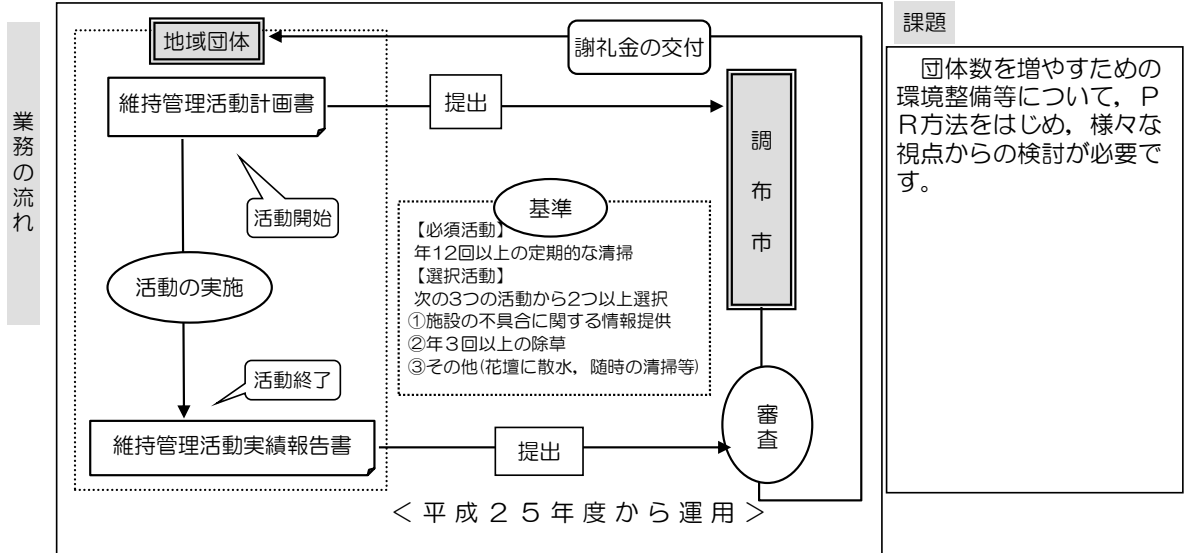 業務の流れ
地域団体
謝礼金の交付
維持管理活動計画書
提出
調布市
活動開始
基準
【必須活動】
年12回以上の定期的な清掃
【選択活動】
次の3つの活動から2つ以上選択
①施設の不具合に関する情報提供
②年３回以上の除草
③その他(花壇に散水，随時の清掃等)
活動の実施
活動終了
維持管理活動実績報告書
提出
審査
＜平成２５年度から運用＞
課題
団体数を増やすための
環境整備等について，Ｐ
Ｒ方法をはじめ，様々な
視点からの検討が必要で
す。